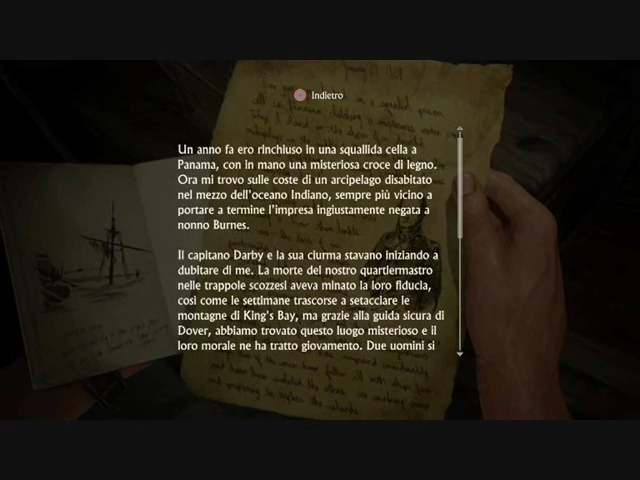 Indietro
Un anno fa ero rinchiuso in una squallida cella a
Panama, con in mano una misteriosa croce di legno.
Ora mi trovo sulle coste di un arcipelago disabitato
nel mezzo dell'oceano Indiano, sempre più vicino a
portare a termine l'impresa ingiustamente negata a
nonno Burnes.
Il capitano Darby e la sua ciurma stavano iniziando a
dubitare di me. La morte del nostro quartiermastro
nelle trappole scozzesi aveva minato la loro fiducia,
così come le settimane trascorse a setacciare le
montagne di King's Bay, ma grazie alla guida sicura di
Dover, abbiamo trovato questo luogo misterioso e il
loro morale ne ha tratto giovamento. Due uomini si